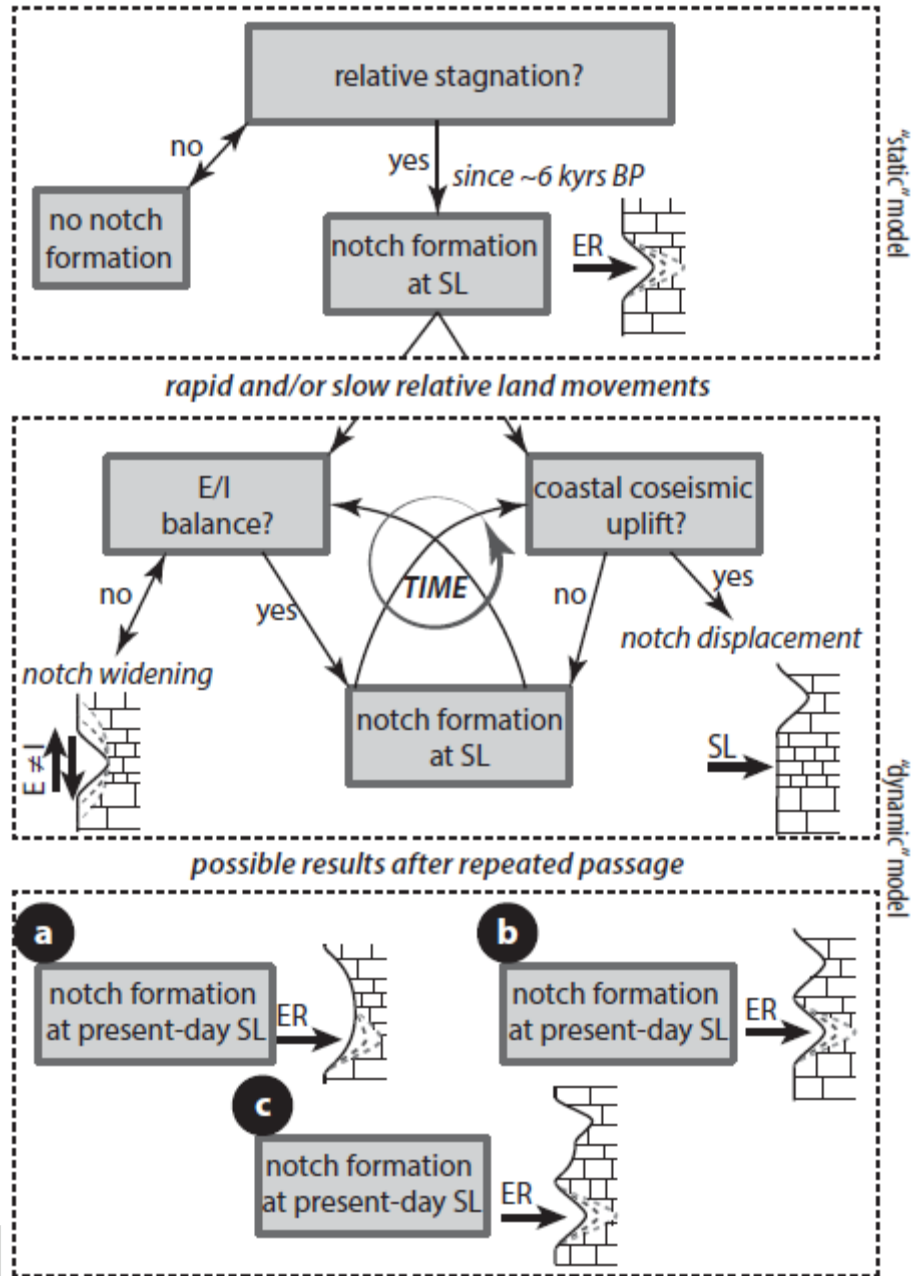 relative stagnation?
no
yes
since ~6 kyrs BP
no notch
formation
notch formation
at SL
ER
"static" model
rapid and/or slow relative land movements
E/I
balance?
coastal coseismic
uplift?
TIME
no
yes
no
yes
notch widening
notch displacement
E ≠ I
notch formation
at SL
SL
"dynamic" model
possible results after repeated passage
a
notch formation
at present-day SL
ER
b
notch formation
at present-day SL
ER
c
notch formation
at present-day SL
ER